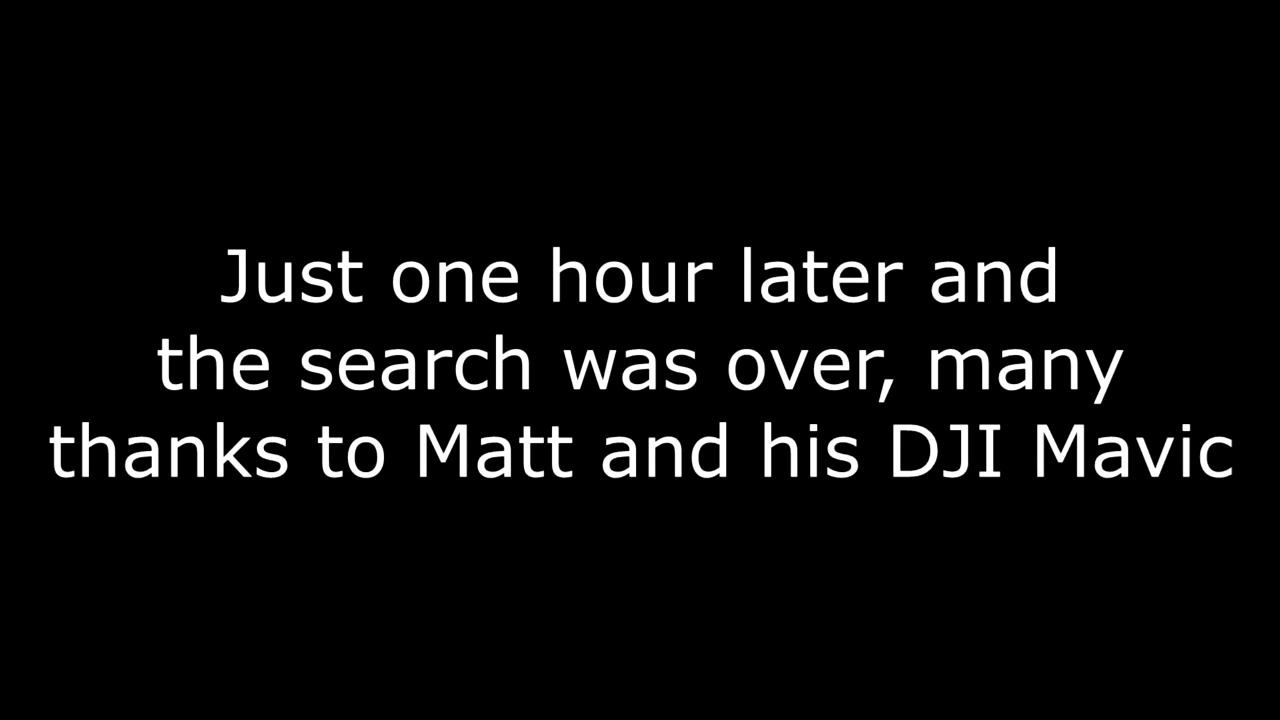 Just one hour later and
the search was over, many
thanks to Matt and his DJI Mavic